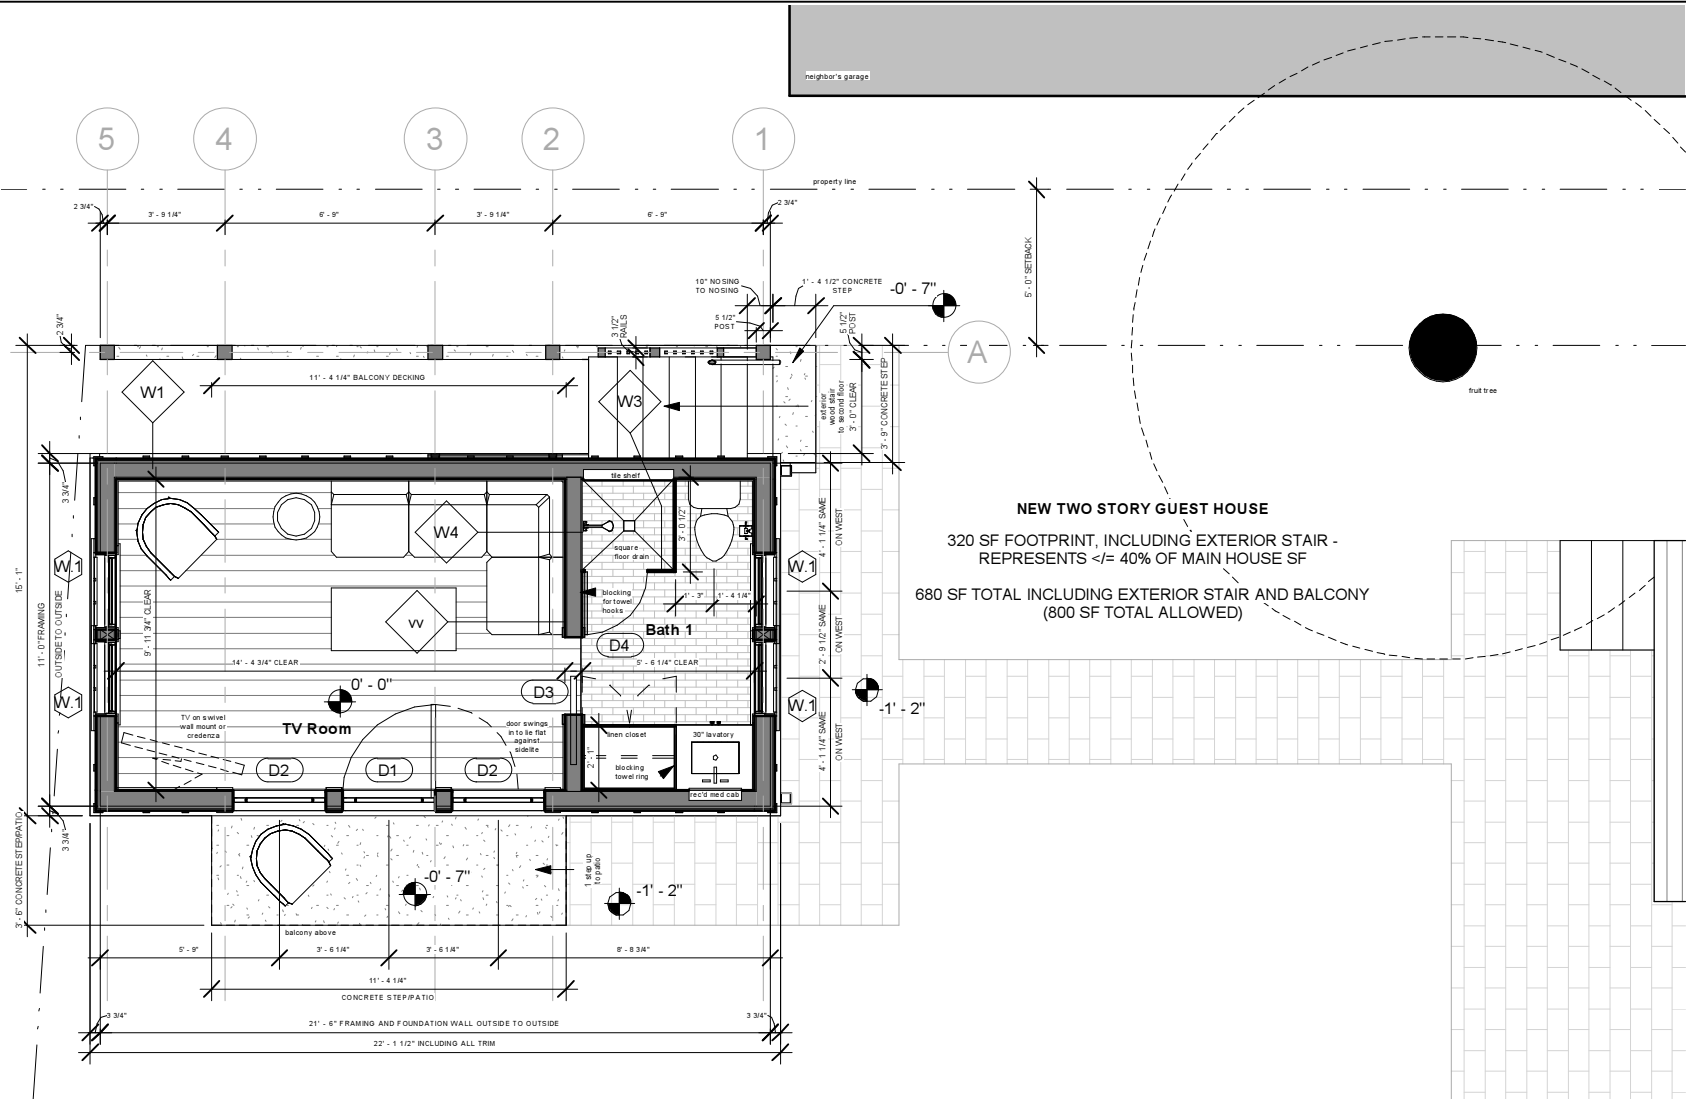 neighbor's garage
5
4
3
2
1
property line
2 3/4"
3' - 9 1/4"
6' - 9"
3' - 9 1/4"
6' - 9"
2 3/4"
5' - 0" SETBACK
10" NOSING
TO NOSING
1' - 4 1/2" CONCRETE
STEP
-0' - 7"
5 1/2"
POST
3 1/2"
RAILS
5 1/2"
POST
2 3/4"
A
fruit tree
11' - 4 1/4" BALCONY DECKING
W1
W3
exterior
wood stair
to second floor
3' - 0" CLEAR
3' - 9" CONCRETE STEP
3 3/4"
tile shelf
W4
square
floor drain
3' - 0 1/2"
4' - 1 1/4" SAME
ON WEST
NEW TWO STORY GUEST HOUSE
320 SF FOOTPRINT, INCLUDING EXTERIOR STAIR -
REPRESENTS </= 40% OF MAIN HOUSE SF
680 SF TOTAL INCLUDING EXTERIOR STAIR AND BALCONY
(800 SF TOTAL ALLOWED)
15' - 1"
11' - 0" FRAMING
OUTSIDE TO OUTSIDE
W.1
W.1
9' - 11 3/4" CLEAR
VV
blocking
for towel
hooks
1' - 3"
1' - 4 1/4"
Bath 1
D4
2' - 9 1/2" SAME
ON WEST
14' - 4 3/4" CLEAR
5' - 6 1/4" CLEAR
0' - 0"
D3
W.1
W.1
-1' - 2"
TV on swivel
wall mount or
credenza
TV Room
door swings
in to lie flat
against
sidelite
linen closet
30" lavatory
2' - 1"
blocking
towel ring
4' - 1 1/4" SAME
ON WEST
D2
D1
D2
rec'd med cab
3' - 6" CONCRETE STEP/PATIO
3 3/4"
-0' - 7"
1 step up
to patio
-1' - 2"
balcony above
5' - 9"
3' - 6 1/4"
3' - 6 1/4"
8' - 8 3/4"
11' - 4 1/4"
CONCRETE STEP/PATIO
3 3/4"
21' - 6" FRAMING AND FOUNDATION WALL OUTSIDE TO OUTSIDE
3 3/4"
22' - 1 1/2" INCLUDING ALL TRIM